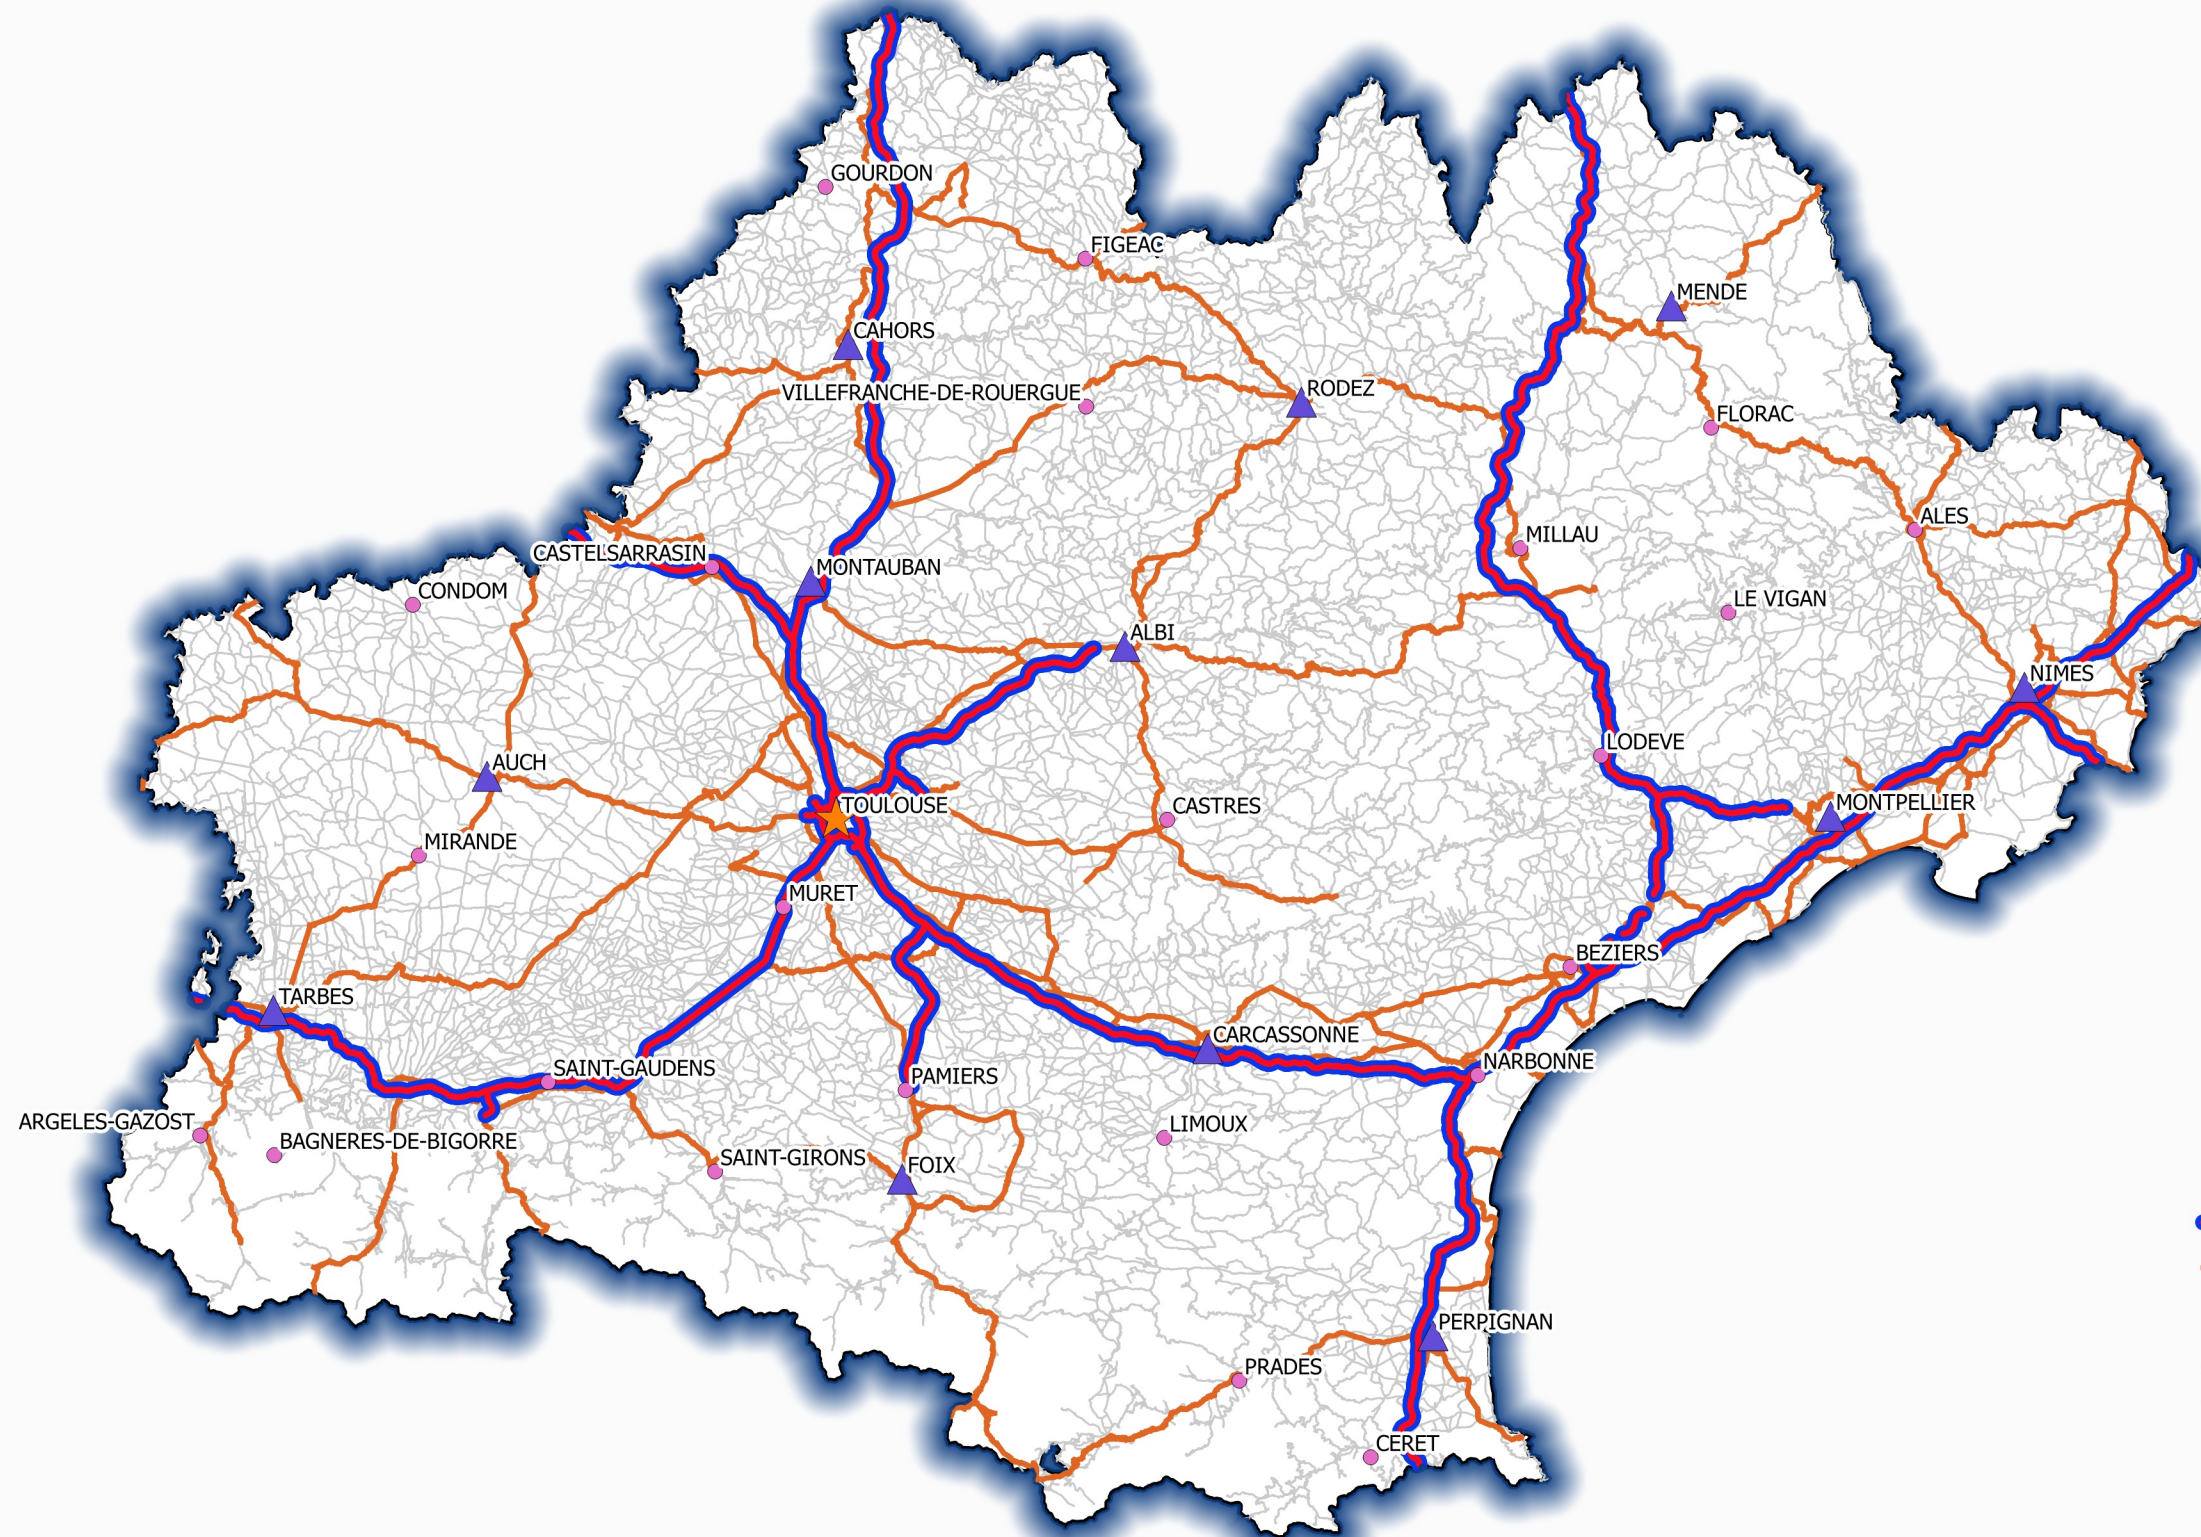 GOURDON
FIGEAC
MENDE
CAHORS
VILLEFRANCHE-DE-ROUERGUE
RODEZ
FLORAC
ALES
MILLAU
CASTELSARRASIN
MONTAUBAN
CONDOM
LE VIGAN
ALBI
NIMES
LODEVE
AUCH
TOULOUSE
CASTRES
MONTPELLIER
MIRANDE
MURET
BEZIERS
TARBES
CARCASSONNE
NARBONNE
SAINT-GAUDENS
PAMIERS
ARGELES-GAZOST
LIMOUX
BAGNERES-DE-BIGORRE
SAINT-GIRONS
FOIX
PERPIGNAN
PRADES
CERET